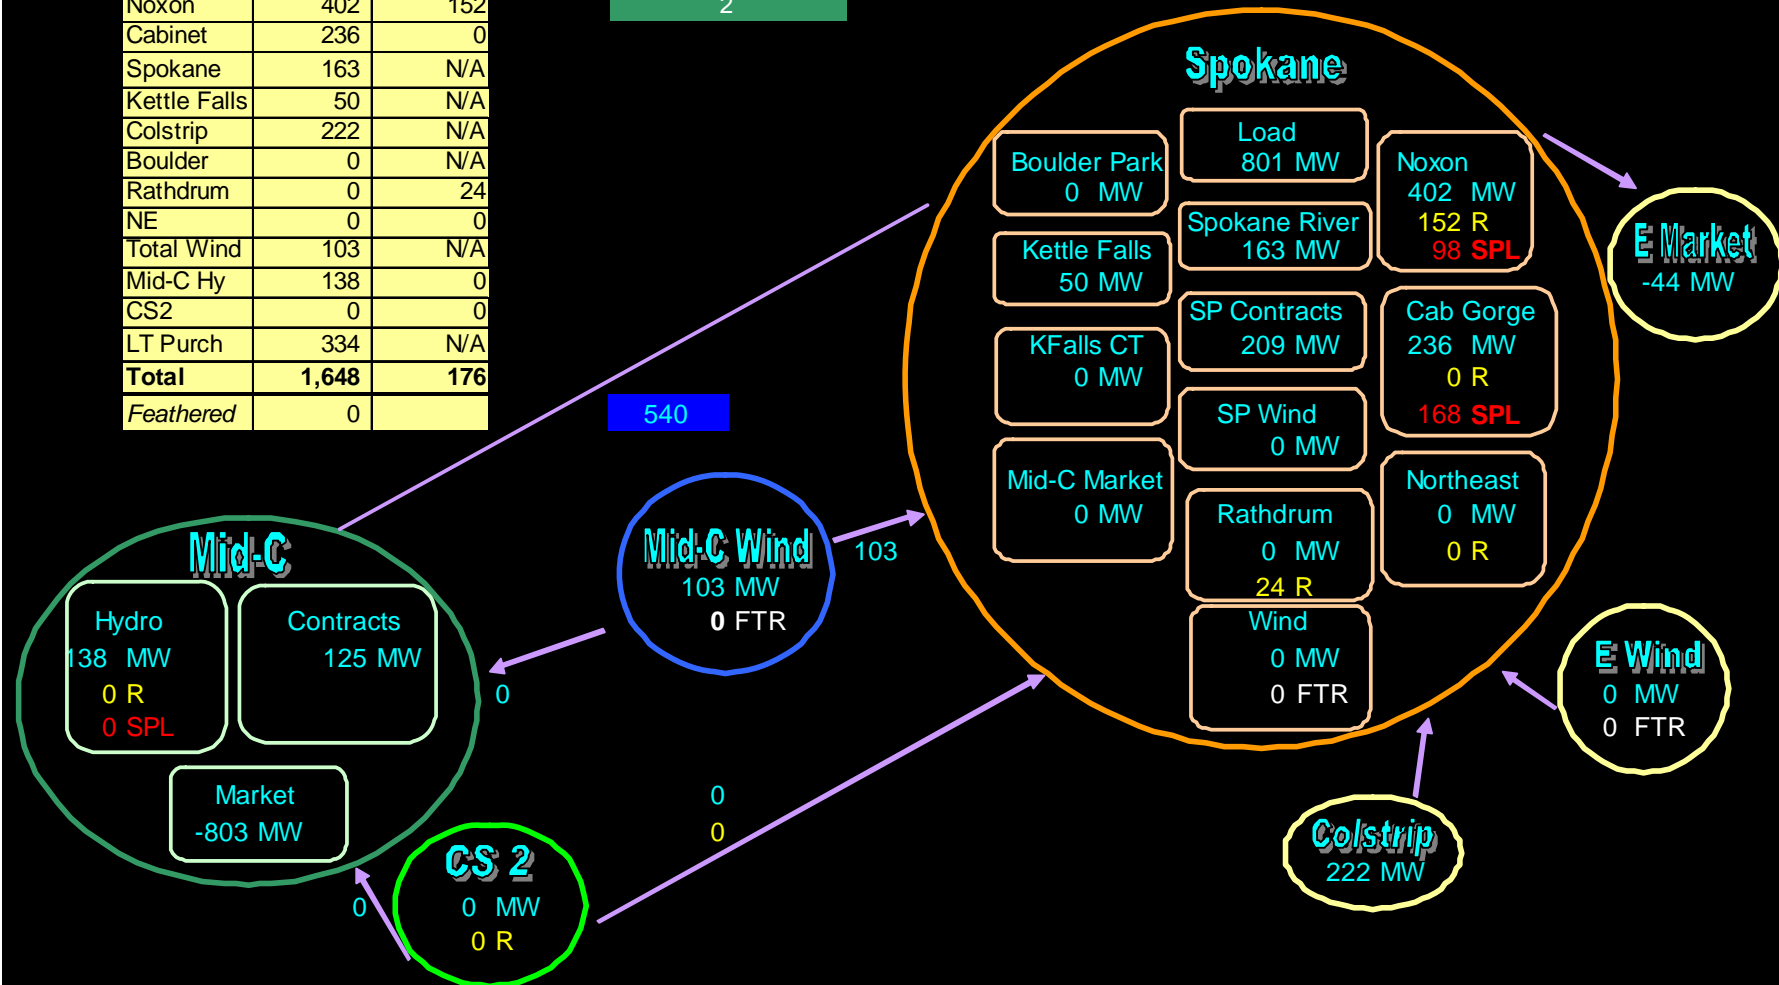 Noxon 402 152
Cabinet 236 0
Spokane 163 N/A
Kettle Falls 50 N/A
Colstrip 222 N/A
Boulder 0 N/A
Rathdrum 0 24
NE 0 0
Total Wind 103 N/A
Mid-C Hy 138 0
CS2 0 0
LT Purch 334 N/A
Total 1,648 176
Feathered 0
2
540
Spokane
Boulder Park
0 MW
Load
801 MW
Noxon
402 MW
152 R
98 SPL
Kettle Falls
50 MW
Spokane River
163 MW
KFalls CT
0 MW
SP Contracts
209 MW
Cab Gorge
236 MW
0 R
168 SPL
SP Wind
0 MW
Mid-C Market
0 MW
Rathdrum
0 MW
24 R
Northeast
0 MW
0 R
Wind
0 MW
0 FTR
E Market
-44 MW
E Wind
0 MW
0 FTR
Colstrip
222 MW
Mid-C Wind
103 MW
0 FTR
103
0
Mid-C
Hydro
138 MW
0 R
0 SPL
Contracts
125 MW
Market
-803 MW
0
0
0
CS 2
0 MW
0 R